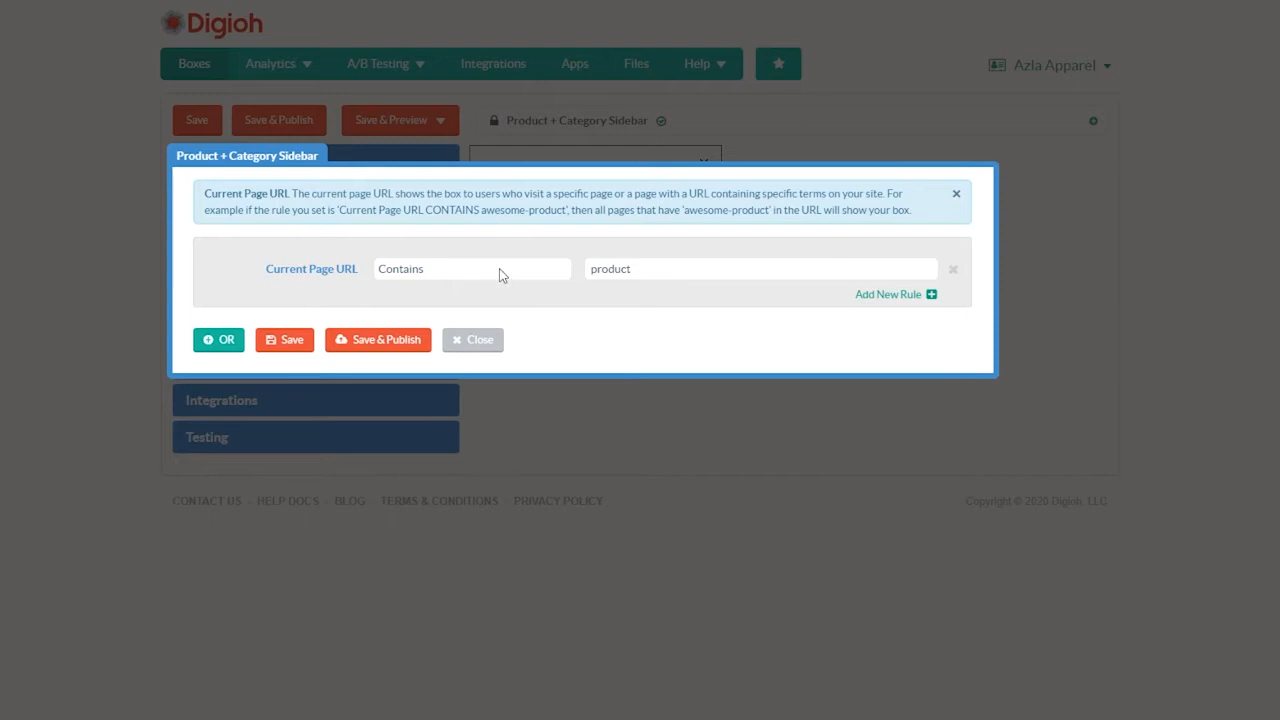 Digioh
Boxes Analytics A/B Testing Integrations Apps Files Help Azla Apparel
Save Save & Publish Save & Preview Product + Category Sidebar
Product + Category Sidebar
Current Page URL The current page URL shows the box to users who visit a specific page or a page with a URL containing specific terms on your site. For
example if the rule you set is 'Current Page URL CONTAINS awesome-product', then all pages that have 'awesome-product' in the URL will show your box.
Current Page URL Contains product
Add New Rule
OR Save Save & Publish Close
Integrations
Testing
CONTACT US - HELP DOCS - BLOG - TERMS & CONDITIONS - PRIVACY POLICY Copyright © 2020 Digioh, LLC